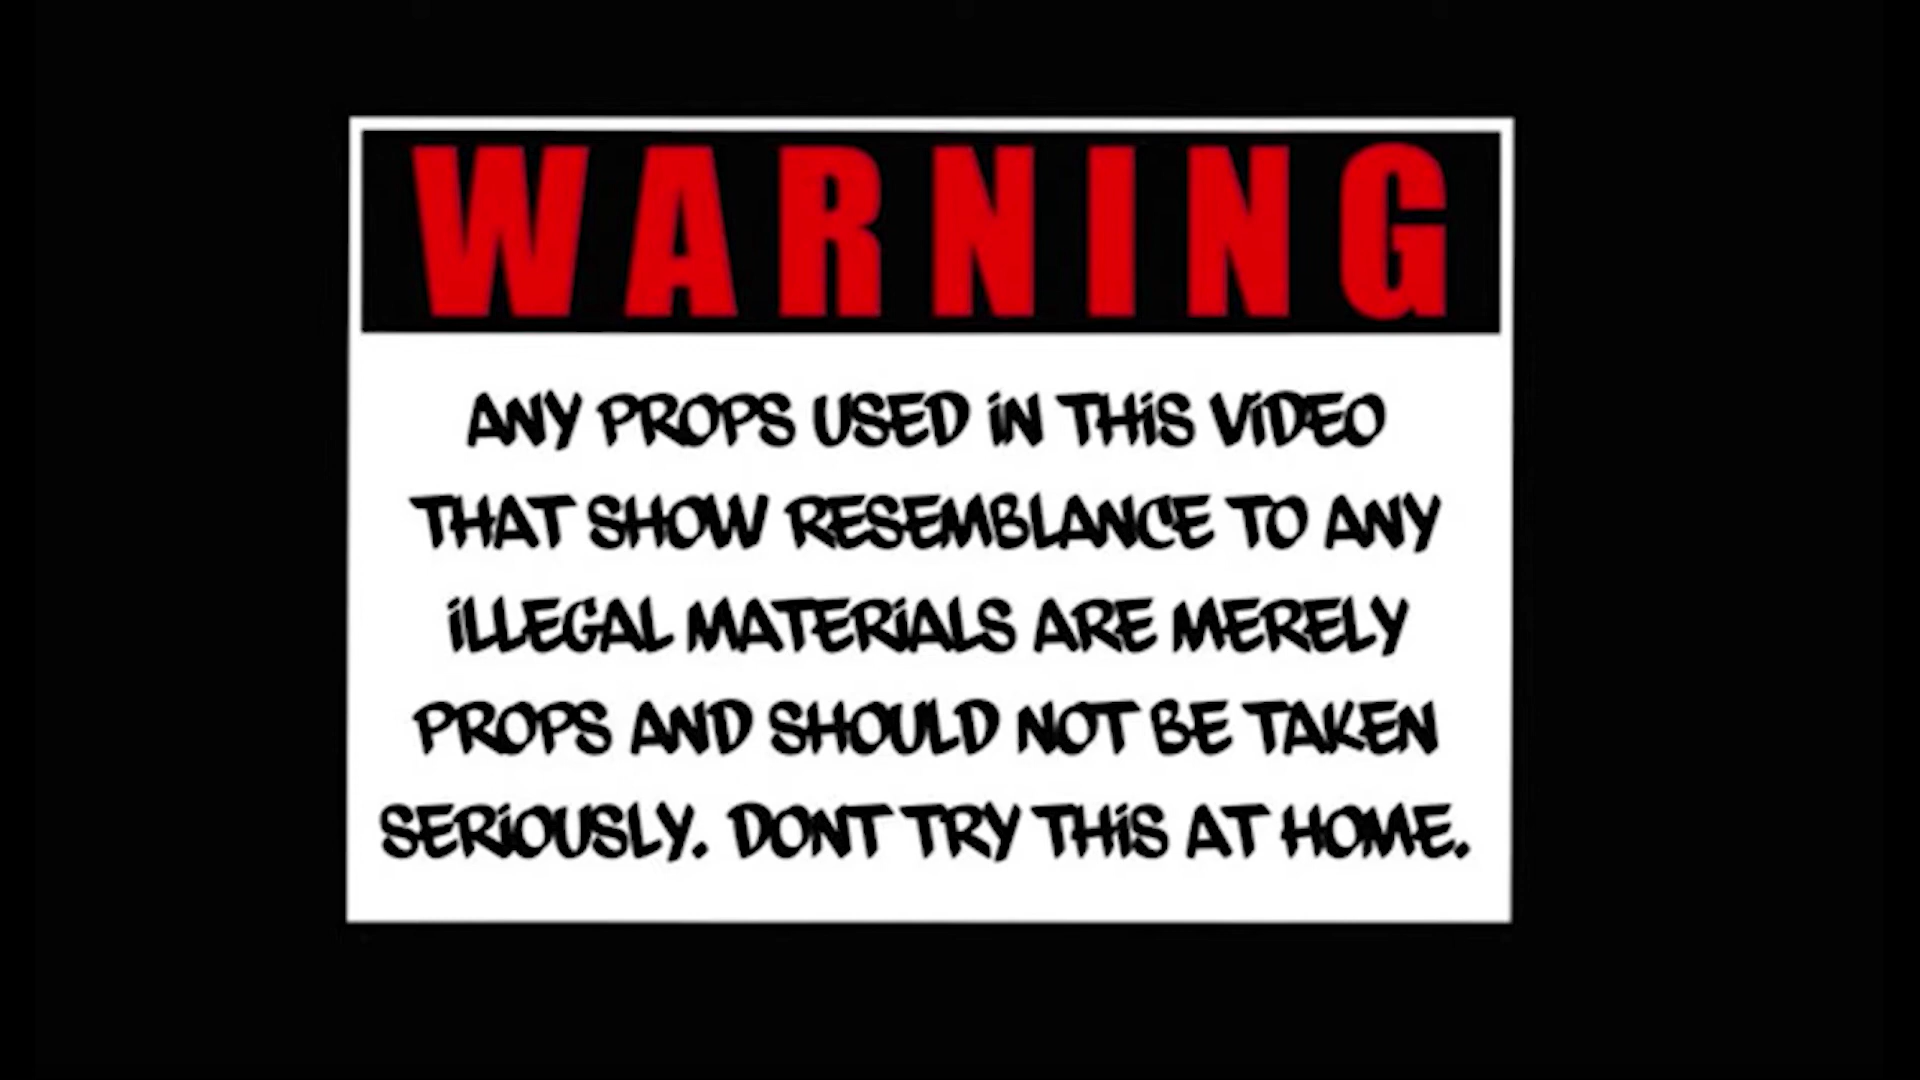 WARNING
ANY PROPS USED iN THiS ViDEO
THAT SHOW RESEMBLANCE TO ANY
iLLEGAL MATERiALS ARE MERELY
PROPS AND SHOULD NOT BE TAKEN
SERiOUSLY. DONT TRY THiS AT HOME.